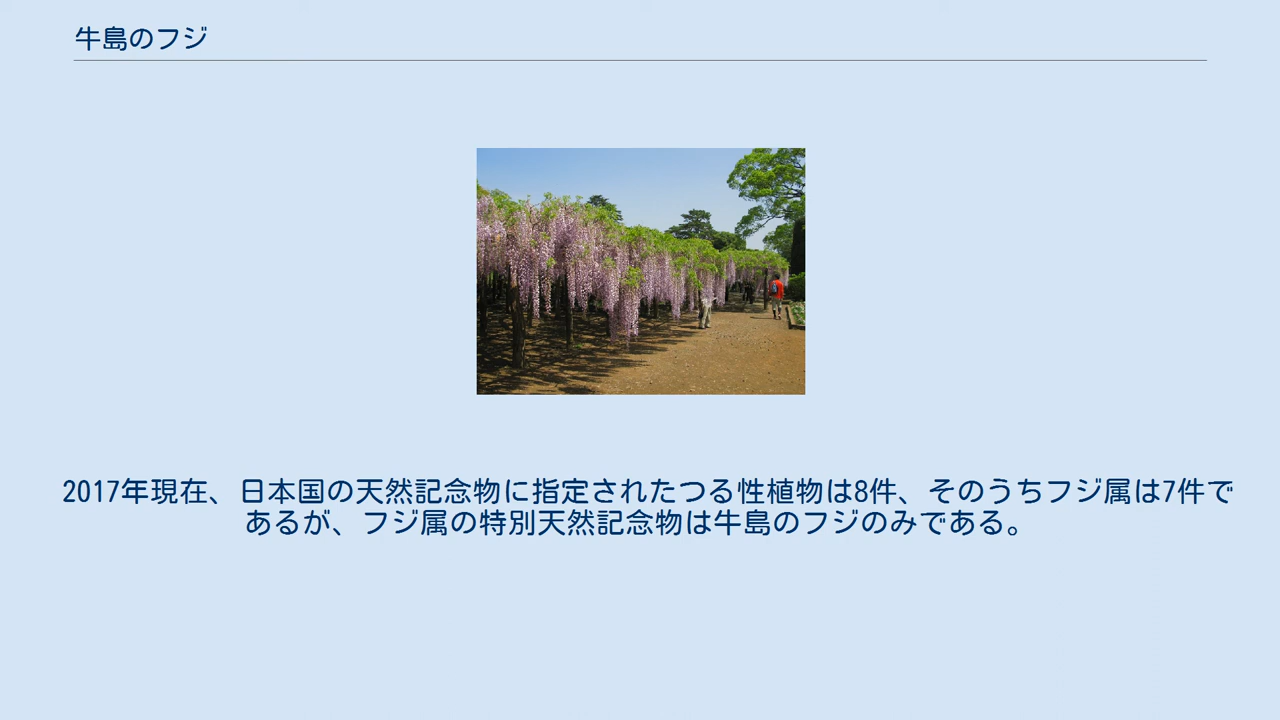 牛島のフジ
2017年現在、日本国の天然記念物に指定されたつる性植物は8件、そのうちフジ属は7件で
あるが、フジ属の特別天然記念物は牛島のフジのみである。